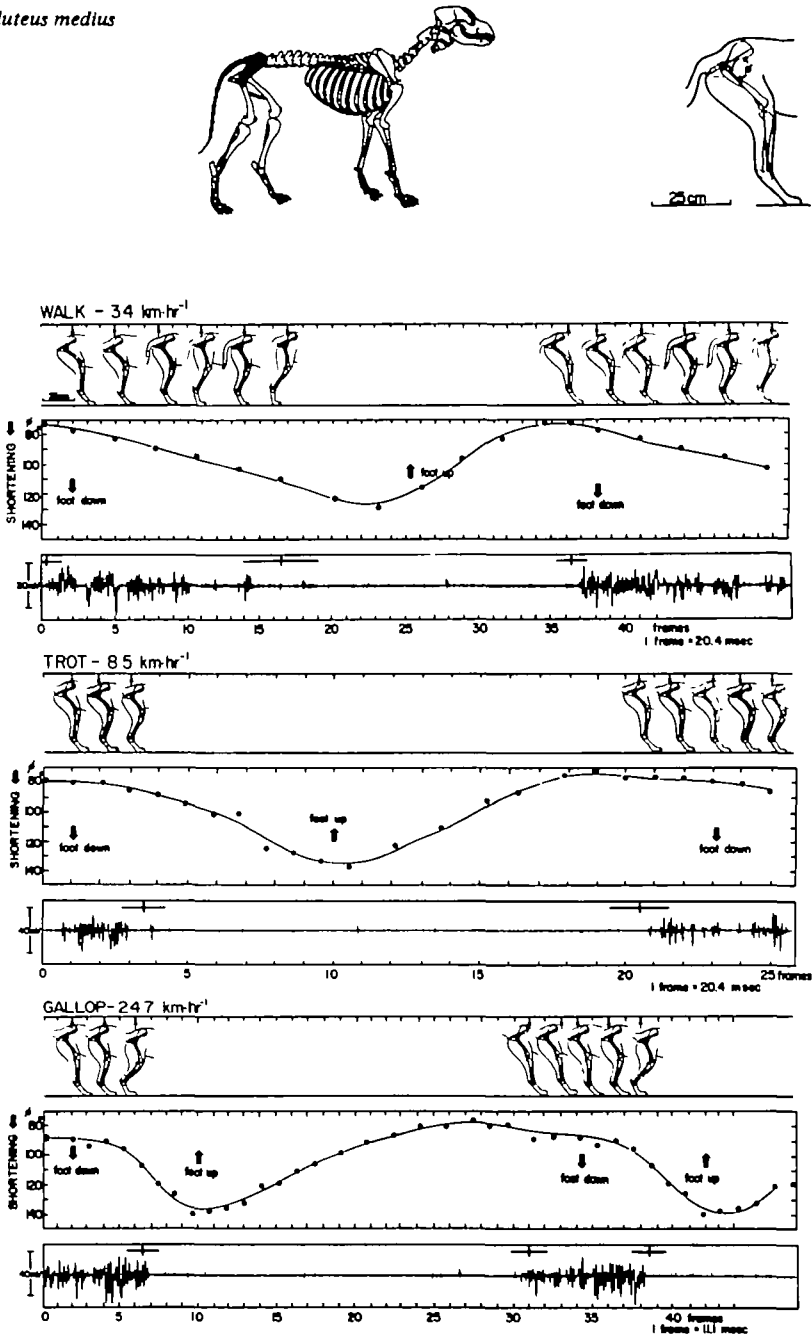 luteus medius
25cm
WALK - 3.4 km·hr⁻¹
SHORTENING
80
100
120
140
foot down
foot up
foot down
0 5 10 15 20 25 30 35 40 frames
1 frame = 20.4 msec
TROT - 8.5 km·hr⁻¹
SHORTENING
80
100
120
140
foot down
foot up
foot down
0 5 10 15 20 25 frames
1 frame = 20.4 msec
GALLOP - 24.7 km·hr⁻¹
SHORTENING
80
100
120
140
foot down
foot up
foot down
foot up
0 5 10 15 20 25 30 35 40 frames
1 frame = 11.1 msec